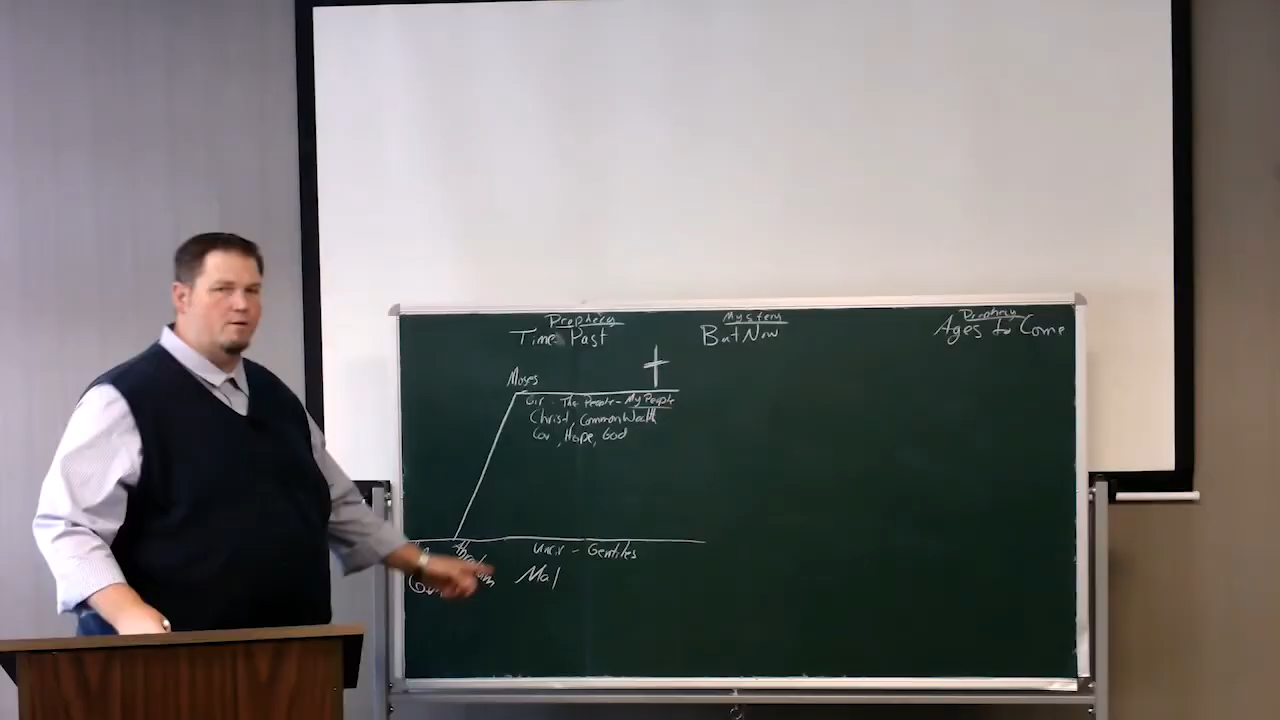 Prophecy
Time Past
Mystery
But Now
Prophecy
Ages to Come
Moses
Cir - The People - My People
Christ, CommonWealth
Cov, Hope, God
Uncir - Gentiles
Mal